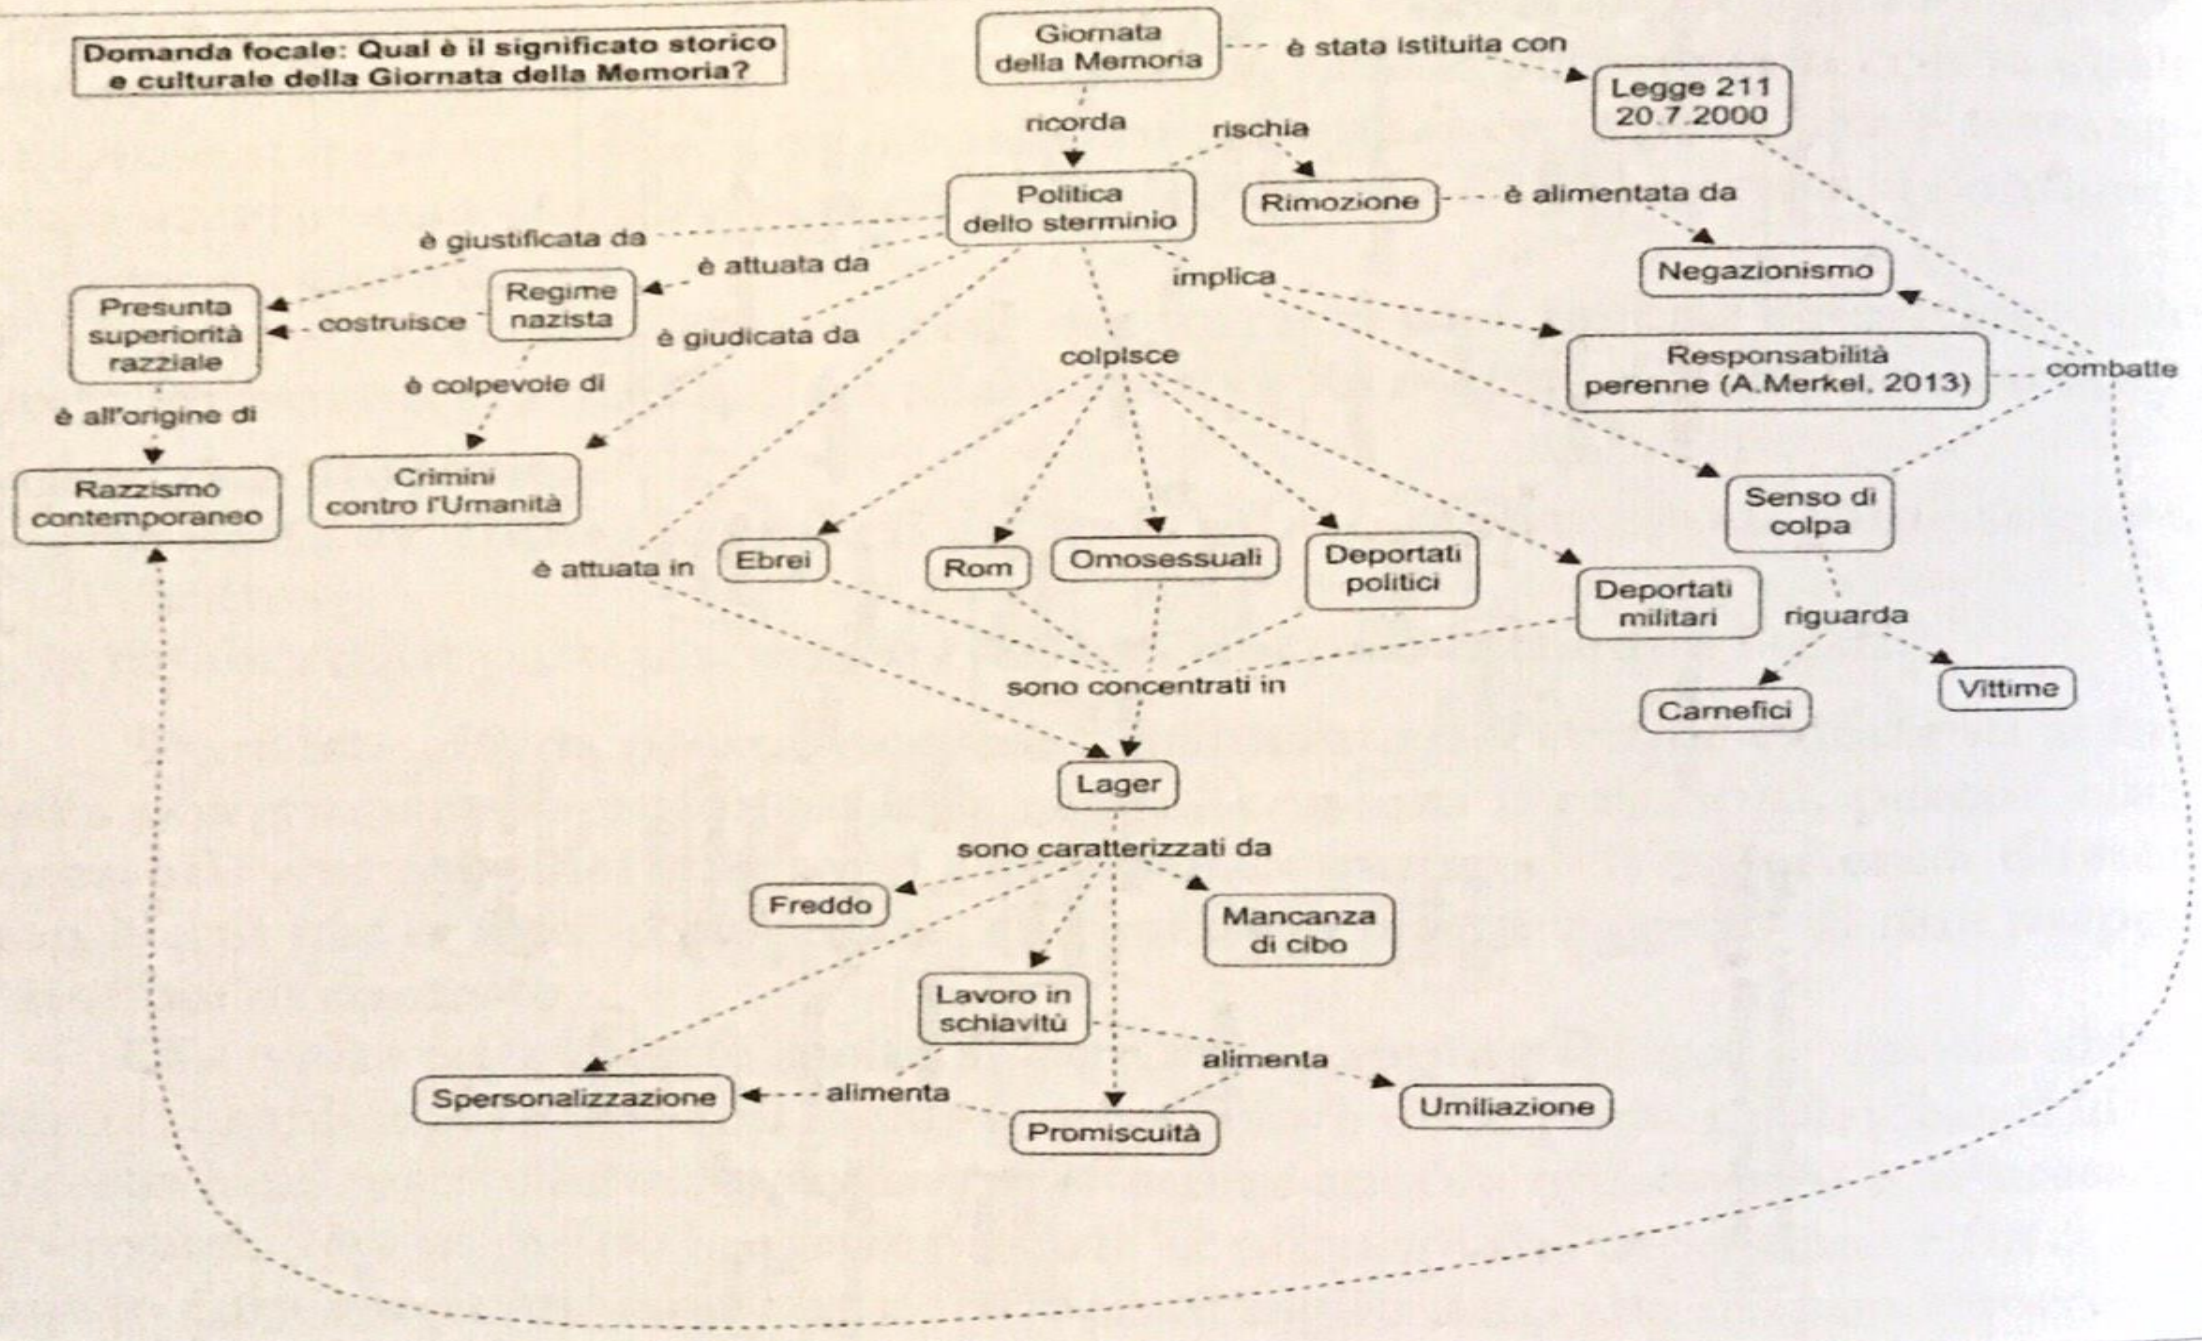 Domanda focale: Qual è il significato storico
e culturale della Giornata della Memoria?
Giornata
della Memoria
è stata istituita con
Legge 211
20.7.2000
ricorda
rischia
Politica
dello sterminio
Rimozione
è alimentata da
Negazionismo
è giustificata da
è attuata da
implica
Presunta
superiorità
razziale
costruisce
Regime
nazista
è giudicata da
colpisce
Responsabilità
perenne (A.Merkel, 2013)
combatte
è all'origine di
è colpevole di
Razzismo
contemporaneo
Crimini
contro l'Umanità
Senso di
colpa
è attuata in
Ebrei
Rom
Omosessuali
Deportati
politici
Deportati
militari
riguarda
Carnefici
Vittime
sono concentrati in
Lager
sono caratterizzati da
Freddo
Mancanza
di cibo
Lavoro in
schiavitù
alimenta
Spersonalizzazione
alimenta
Promiscuità
Umiliazione